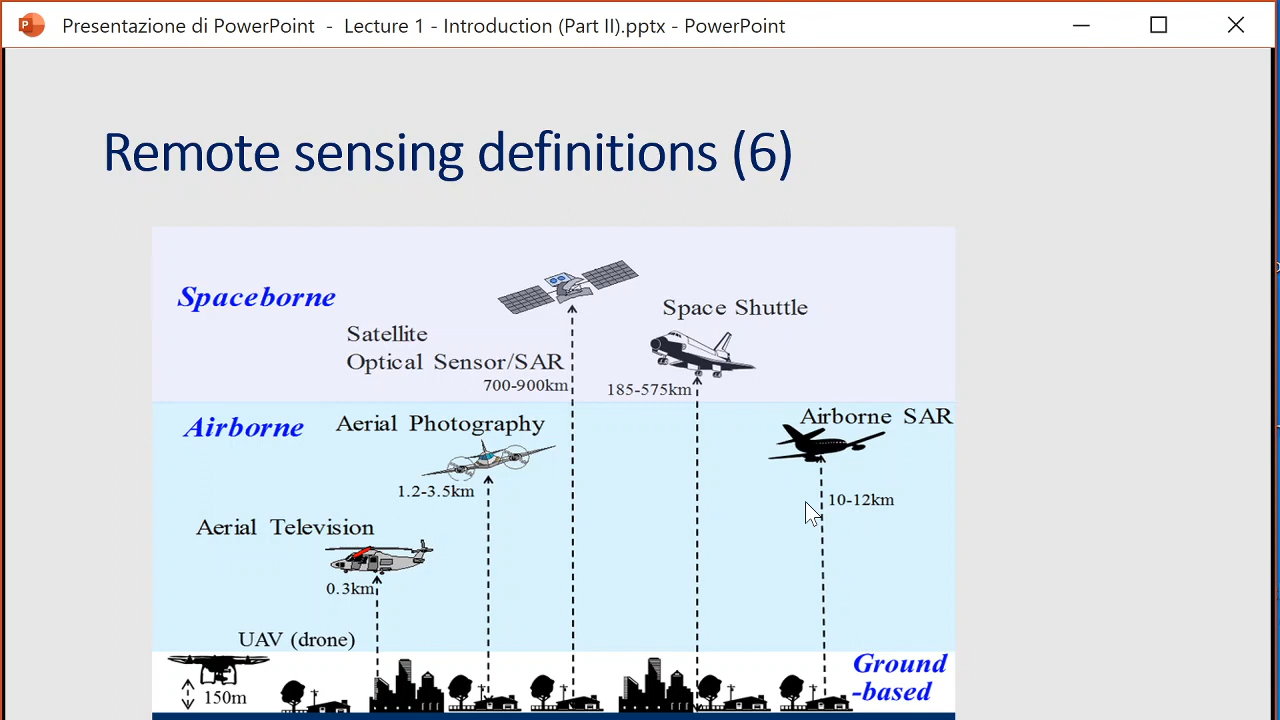 Presentazione di PowerPoint - Lecture 1 - Introduction (Part II).pptx - PowerPoint
Remote sensing definitions (6)
Spaceborne
Space Shuttle
Satellite
Optical Sensor/SAR
700-900km
185-575km
Airborne
Aerial Photography
Airborne SAR
1.2-3.5km
10-12km
Aerial Television
0.3km
UAV (drone)
150m
Ground
-based